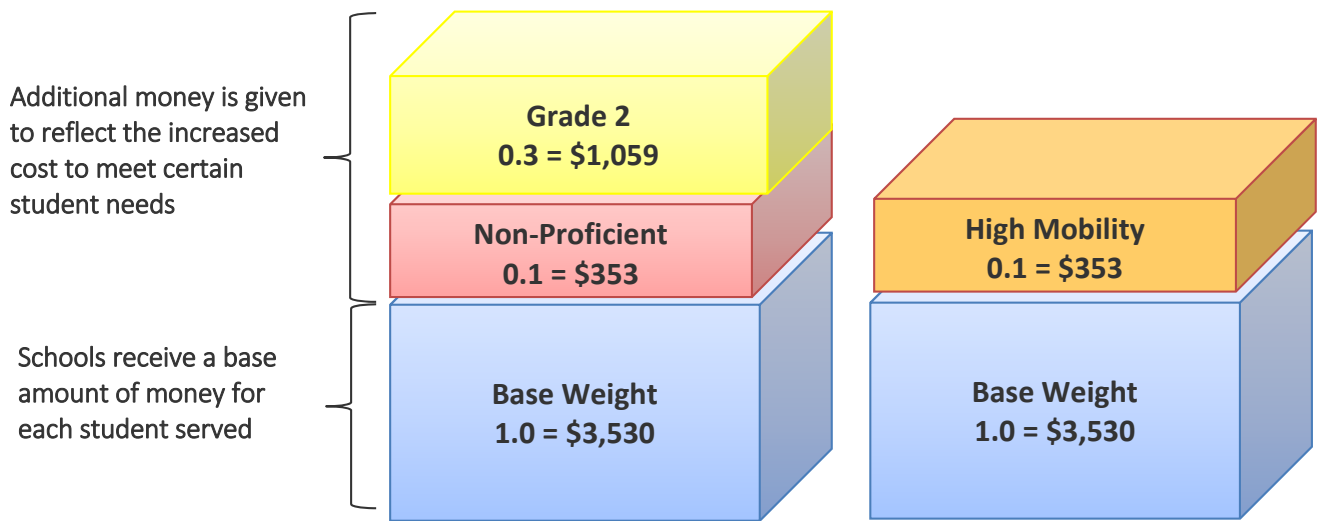 Additional money is given
to reflect the increased
cost to meet certain
student needs
Grade 2
0.3 = $1,059
Non-Proficient
0.1 = $353
High Mobility
0.1 = $353
Schools receive a base
amount of money for
each student served
Base Weight
1.0 = $3,530
Base Weight
1.0 = $3,530